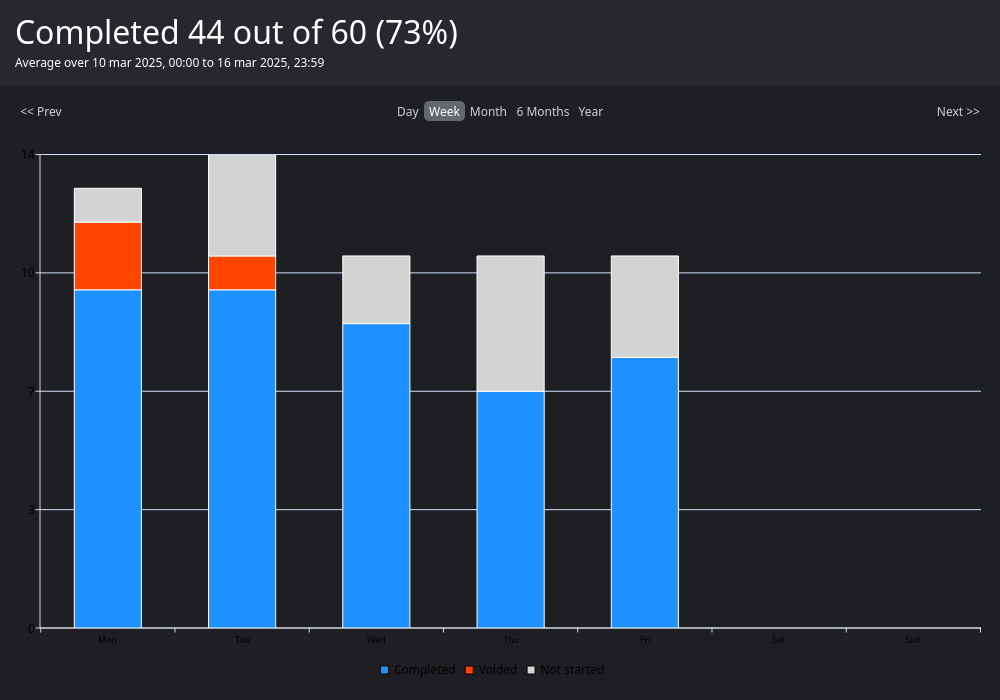 Completed 44 out of 60 (73%)
Average over 10 mar 2025, 00:00 to 16 mar 2025, 23:59
<< Prev Day Week Month 6 Months Year Next >>
14
10
7
3
0
Mon Tue Wed Thu Fri Sat Sun
Completed Voided Not started